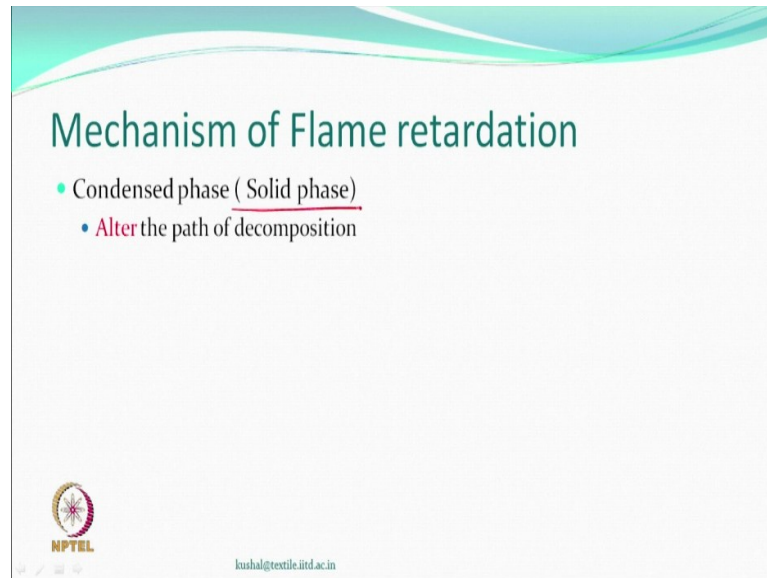 Mechanism of Flame retardation
Condensed phase ( Solid phase)
Alter the path of decomposition
NPTEL
kushal@textile.iitd.ac.in